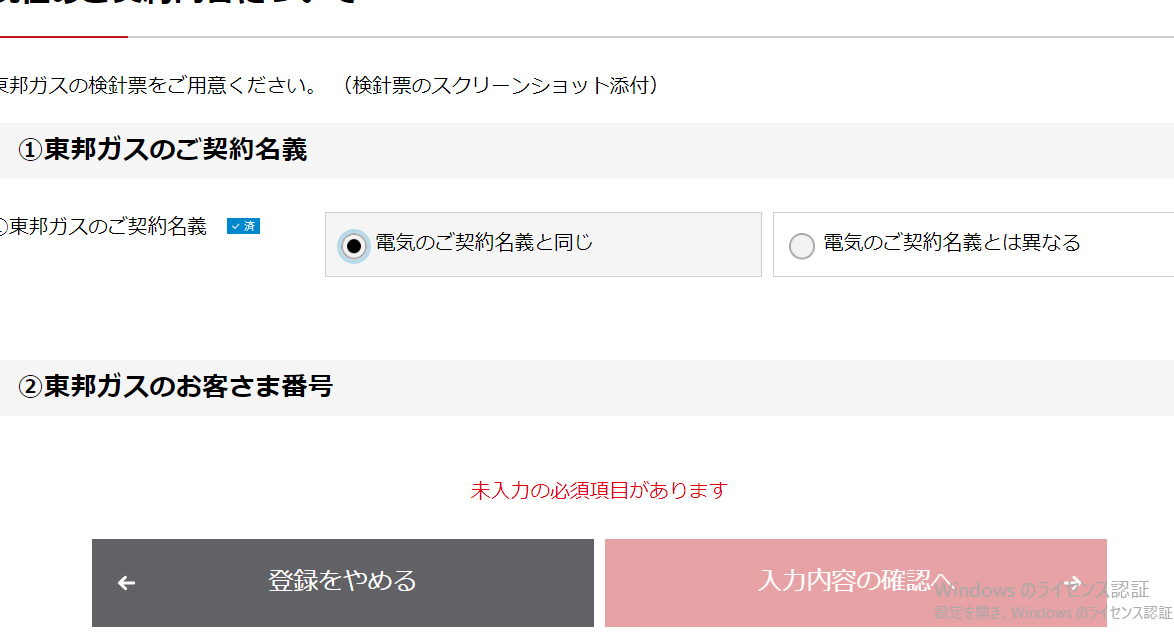 東邦ガスの検針票をご用意ください。 （検針票のスクリーンショット添付）
①東邦ガスのご契約名義
①東邦ガスのご契約名義 済
電気のご契約名義と同じ
電気のご契約名義とは異なる
②東邦ガスのお客さま番号
未入力の必須項目があります
← 登録をやめる
入力内容の確認へ →
Windows のライセンス認証
設定を開き、Windows のライセンス認証